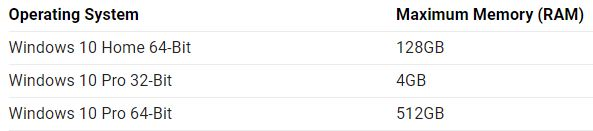 Operating System Maximum Memory (RAM)
Windows 10 Home 64-Bit 128GB
Windows 10 Pro 32-Bit 4GB
Windows 10 Pro 64-Bit 512GB